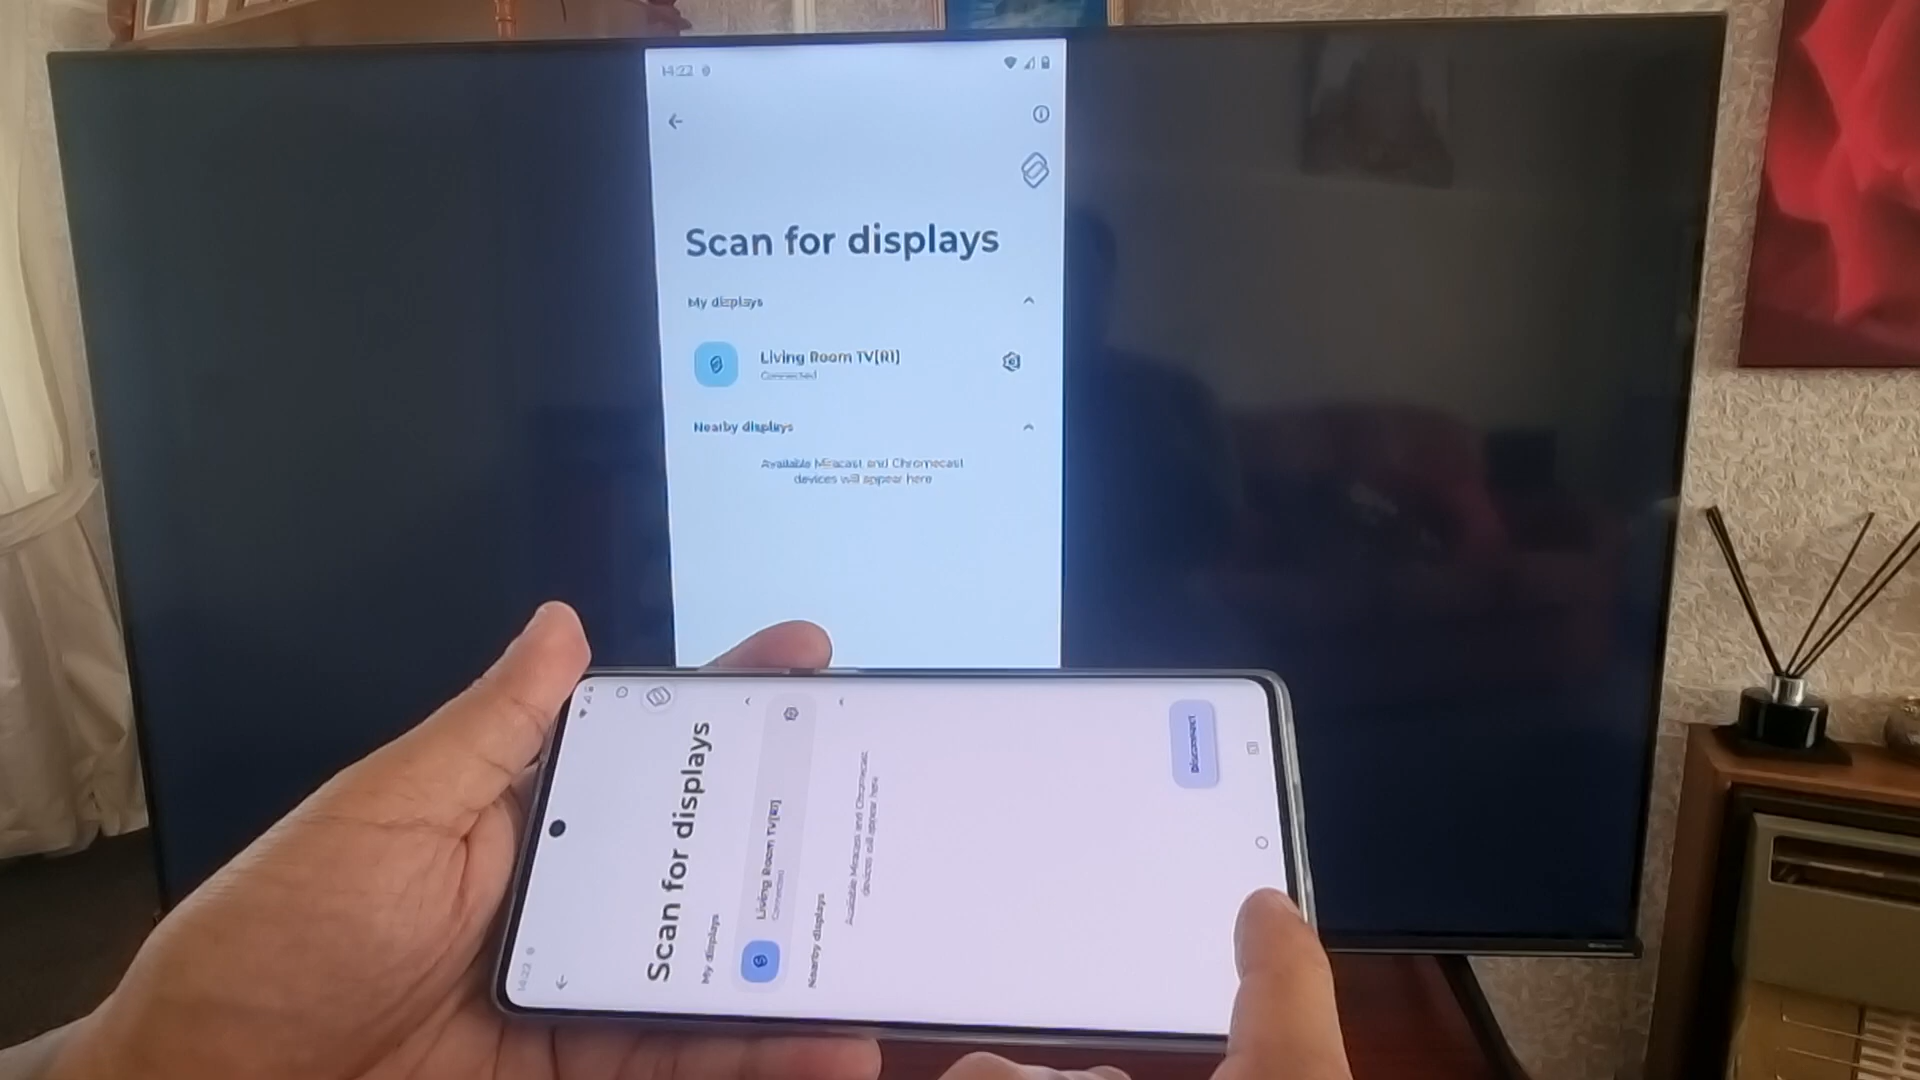 14:22
Scan for displays
My displays
Living Room TV[R1]
Connected
Nearby displays
Available Miracast and Chromecast
devices will appear here
14:22
Scan for displays
My displays
Living Room TV[R1]
Connected
Nearby displays
Available Miracast and Chromecast
devices will appear here
Disconnect